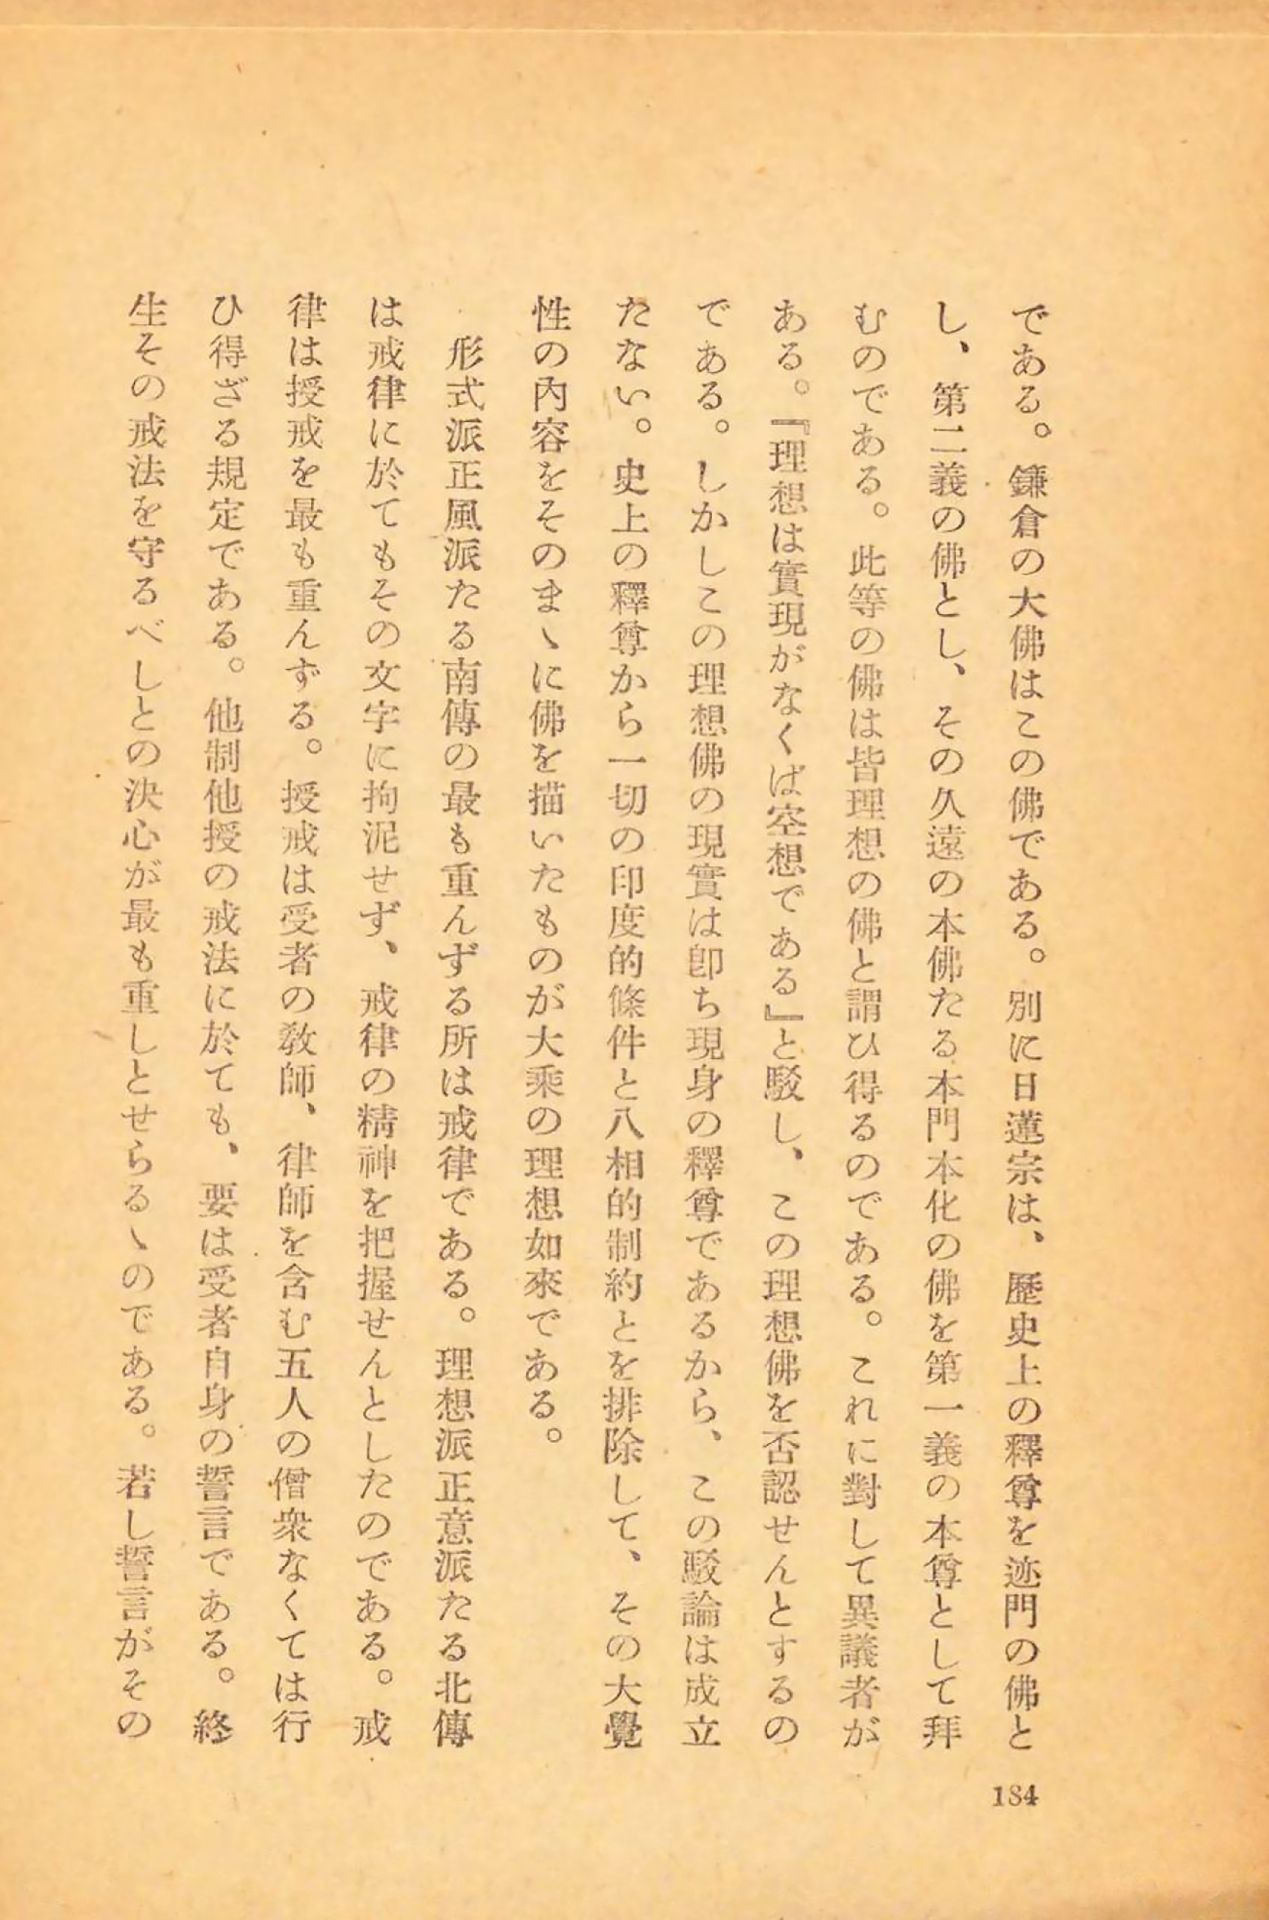 である。鎌倉の大佛はこの佛である。別に日蓮宗は、歷史上の釋尊を迹門の佛と
し、第二義の佛とし、その久遠の本佛たる本門本化の佛を第一義の本尊として拜
むのである。此等の佛は皆理想の佛と謂ひ得るのである。これに對して異議者が
ある。『理想は實現がなくば空想である』と駁し、この理想佛を否認せんとするの
である。しかしこの理想佛の現實は卽ち現身の釋尊であるから、この駁論は成立
たない。史上の釋尊から一切の印度的條件と八相的制約とを排除して、その大覺
性の內容をそのまゝに佛を描いたものが大乘の理想如來である。
形式派正風派たる南傳の最も重んずる所は戒律である。理想派正意派たる北傳
は戒律に於てもその文字に拘泥せず、戒律の精神を把握せんとしたのである。戒
律は授戒を最も重んずる。授戒は受者の敎師、律師を含む五人の僧衆なくては行
ひ得ざる規定である。他制他授の戒法に於ても、要は受者自身の誓言である。終
生その戒法を守るべしとの決心が最も重しとせらるゝのである。若し誓言がその
184